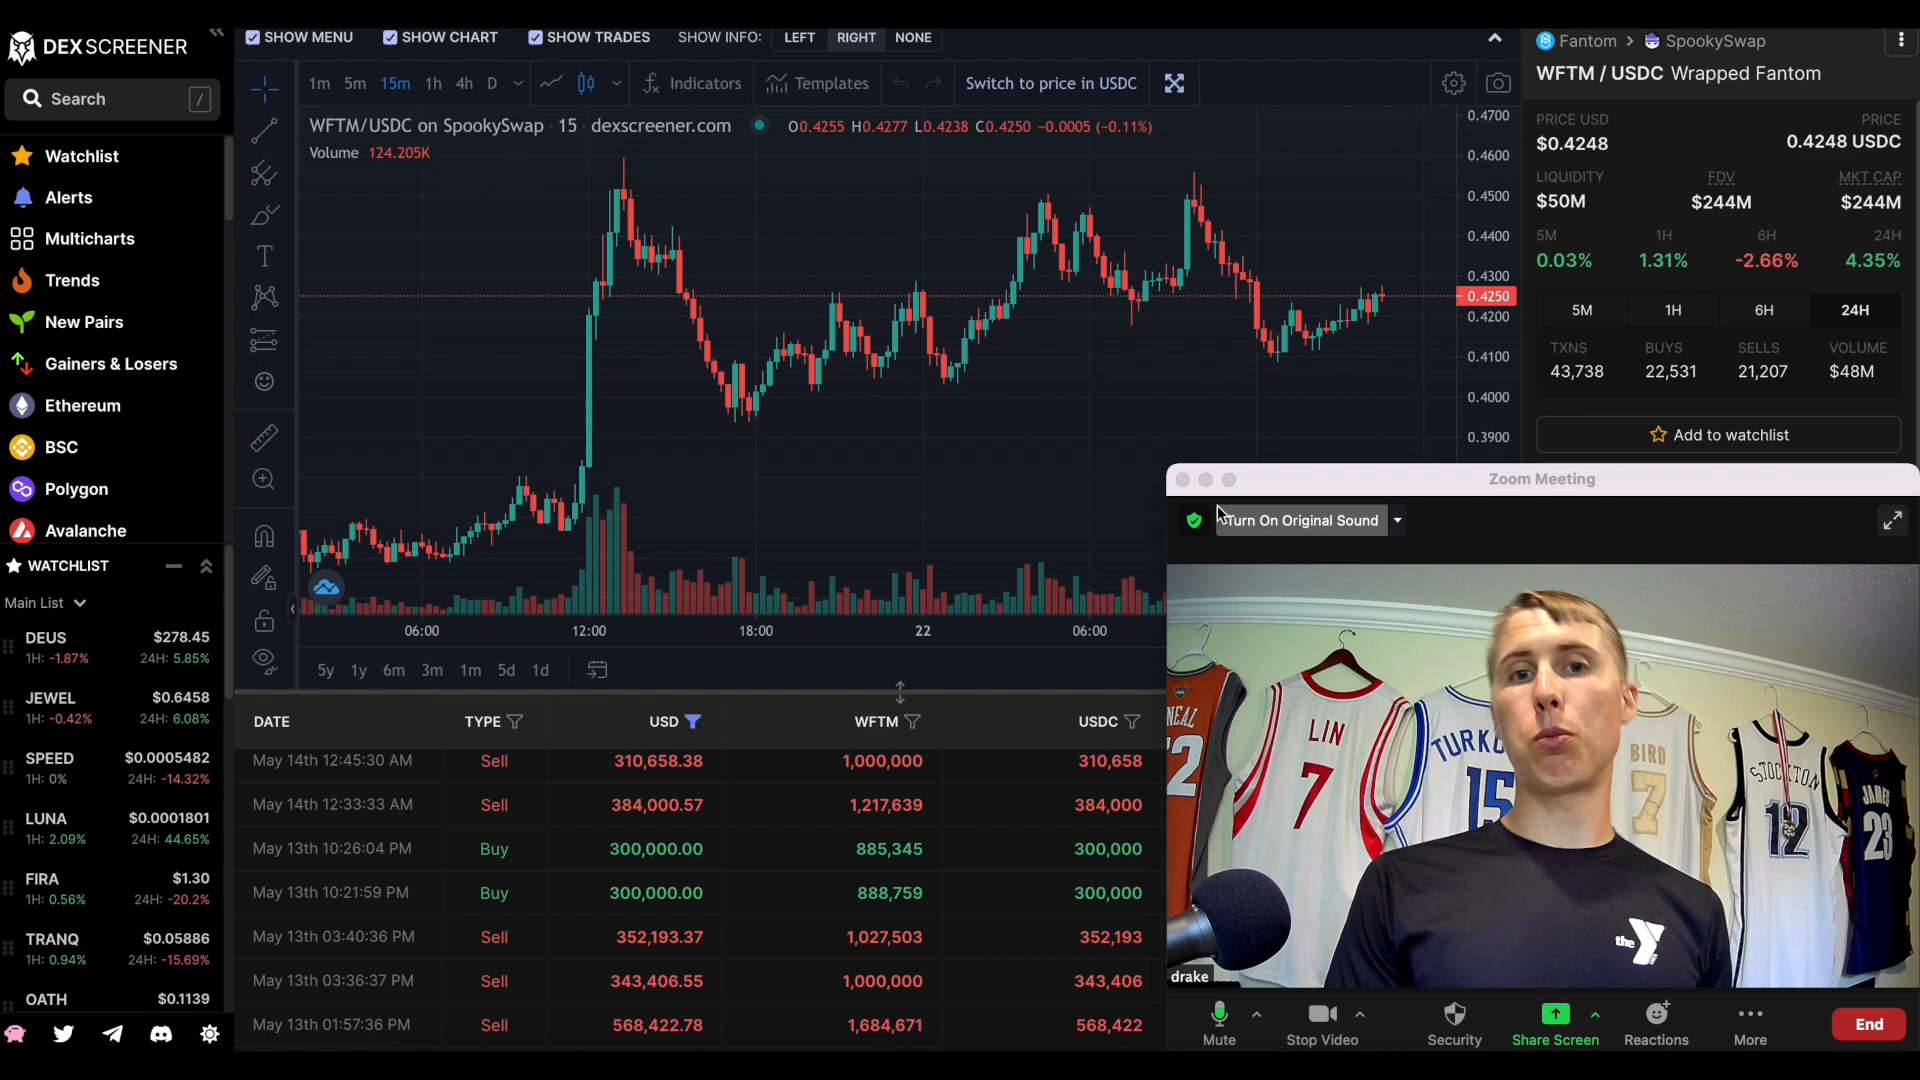 DEX SCREENER
Search /
Watchlist
Alerts
Multicharts
Trends
New Pairs
Gainers & Losers
Ethereum
BSC
Polygon
Avalanche
WATCHLIST
Main List
DEUS $278.45
1H: -1.87% 24H: 5.85%
JEWEL $0.6458
1H: -0.42% 24H: 6.08%
SPEED $0.0005482
1H: 0% 24H: -14.32%
LUNA $0.0001801
1H: 2.09% 24H: 44.65%
FIRA $1.30
1H: 0.56% 24H: -20.2%
TRANQ $0.05886
1H: 0.94% 24H: -15.69%
OATH $0.1139
SHOW MENU SHOW CHART SHOW TRADES SHOW INFO: LEFT RIGHT NONE
1m 5m 15m 1h 4h D Indicators Templates Switch to price in USDC
WFTM/USDC on SpookySwap · 15 · dexscreener.com O0.4255 H0.4277 L0.4238 C0.4250 -0.0005 (-0.11%)
Volume 124.205K
0.4700
0.4600
0.4500
0.4400
0.4300
0.4250
0.4200
0.4100
0.4000
0.3900
06:00 12:00 18:00 22 06:00
5y 1y 6m 3m 1m 5d 1d
DATE TYPE USD WFTM USDC
May 14th 12:45:30 AM Sell 310,658.38 1,000,000 310,658
May 14th 12:33:33 AM Sell 384,000.57 1,217,639 384,000
May 13th 10:26:04 PM Buy 300,000.00 885,345 300,000
May 13th 10:21:59 PM Buy 300,000.00 888,759 300,000
May 13th 03:40:36 PM Sell 352,193.37 1,027,503 352,193
May 13th 03:36:37 PM Sell 343,406.55 1,000,000 343,406
May 13th 01:57:36 PM Sell 568,422.78 1,684,671 568,422
Fantom > SpookySwap
WFTM / USDC Wrapped Fantom
PRICE USD PRICE
$0.4248 0.4248 USDC
LIQUIDITY FDV MKT CAP
$50M $244M $244M
5M 1H 6H 24H
0.03% 1.31% -2.66% 4.35%
5M 1H 6H 24H
TXNS BUYS SELLS VOLUME
43,738 22,531 21,207 $48M
Add to watchlist
Zoom Meeting
Turn On Original Sound
NEAL
LIN
7
TURKO
15
BIRD
7
STOCKTON
12
JAMES
23
the Y
drake
Mute Stop Video Security Share Screen Reactions More End